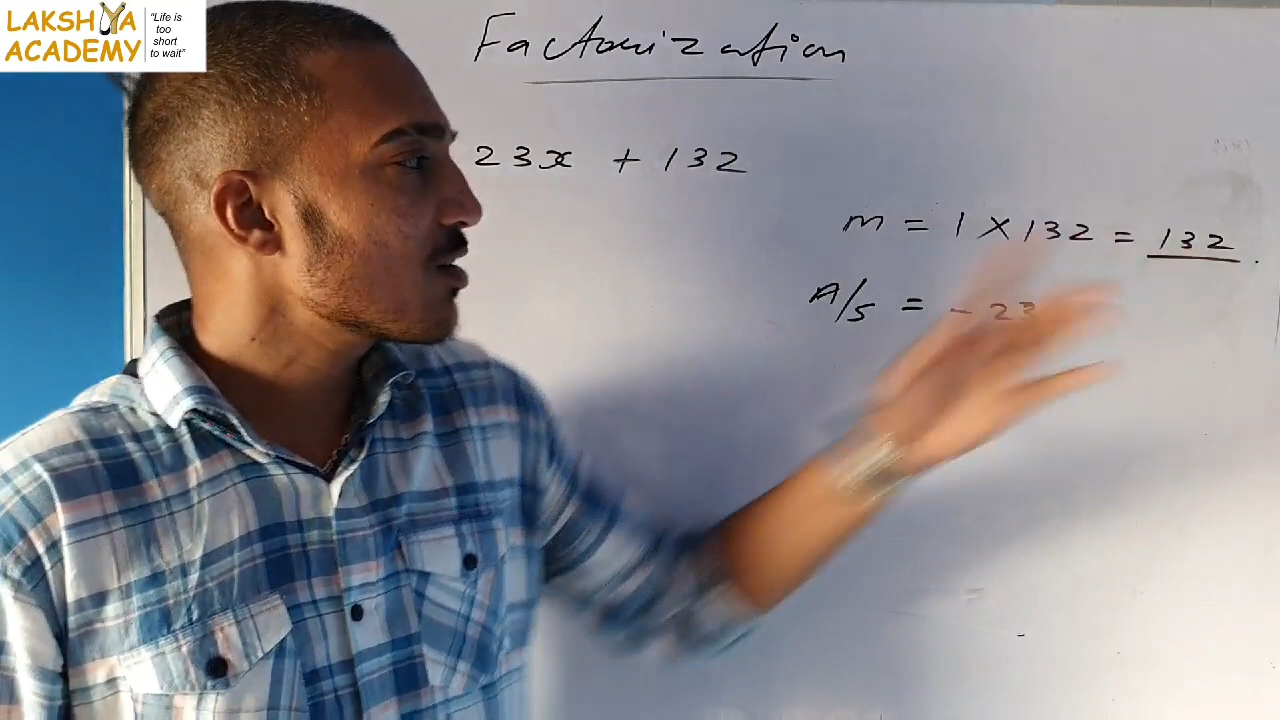 LAKSHYA
ACADEMY
"Life is
too
short
to wait"
Factorization
23x + 132
m = 1 × 132 = 132.
A/s = - 23